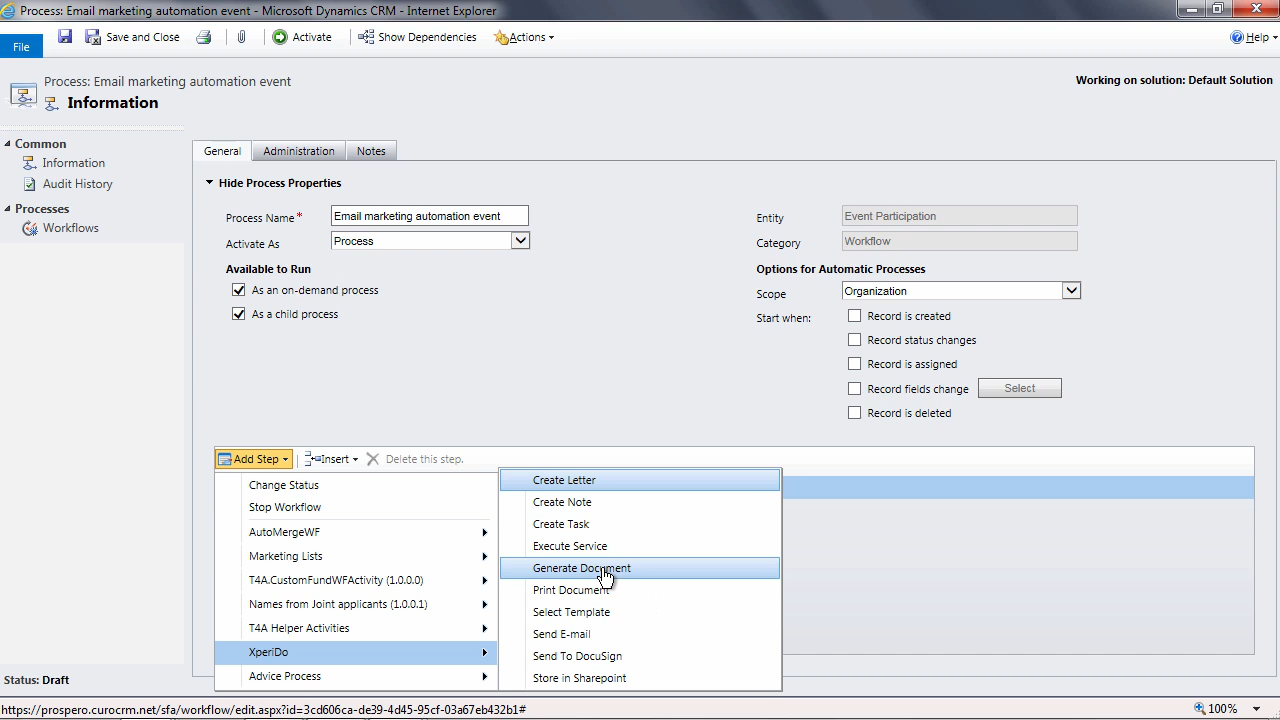 Process: Email marketing automation event - Microsoft Dynamics CRM - Internet Explorer
File
Save and Close
Activate
Show Dependencies
Actions
Help
Process: Email marketing automation event
Information
Working on solution: Default Solution
Common
Information
Audit History
Processes
Workflows
General
Administration
Notes
Hide Process Properties
Process Name*
Email marketing automation event
Entity
Event Participation
Activate As
Process
Category
Workflow
Available to Run
Options for Automatic Processes
As an on-demand process
Scope
Organization
As a child process
Start when:
Record is created
Record status changes
Record is assigned
Record fields change
Select
Record is deleted
Add Step
Insert
Delete this step.
Change Status
Stop Workflow
AutoMergeWF
Marketing Lists
T4A.CustomFundWFActivity (1.0.0.0)
Names from Joint applicants (1.0.0.1)
T4A Helper Activities
XperiDo
Advice Process
Create Letter
Create Note
Create Task
Execute Service
Generate Document
Print Document
Select Template
Send E-mail
Send To DocuSign
Store in Sharepoint
Status: Draft
https://prospero.curocrm.net/sfa/workflow/edit.aspx?id=3cd606ca-de39-4d45-95cf-03a67eb432b1#
100%